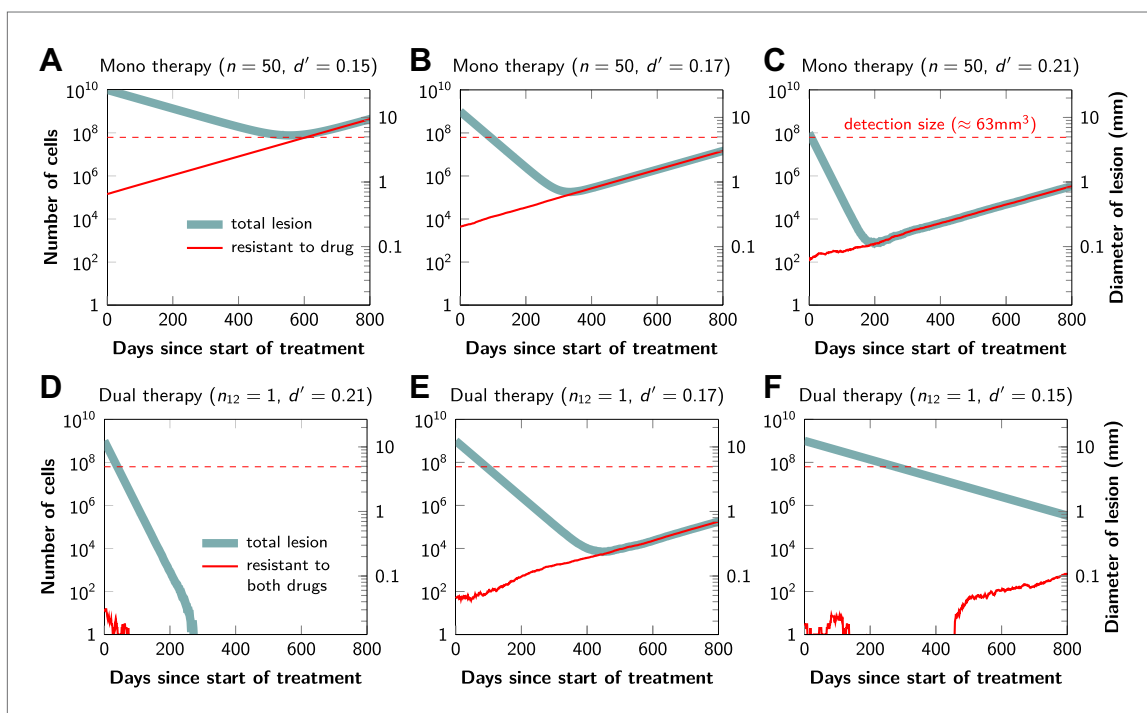 A
Mono therapy (n = 50, d′ = 0.15)
B
Mono therapy (n = 50, d′ = 0.17)
C
Mono therapy (n = 50, d′ = 0.21)
Number of cells
10^10
10^8
10^6
10^4
10^2
1
total lesion
resistant to drug
10
1
0.1
0 200 400 600 800
Days since start of treatment
10^10
10^8
10^6
10^4
10^2
1
10
1
0.1
0 200 400 600 800
Days since start of treatment
10^10
10^8
10^6
10^4
10^2
1
detection size (≈ 63mm³)
10
1
0.1
Diameter of lesion (mm)
0 200 400 600 800
Days since start of treatment
D
Dual therapy (n₁₂ = 1, d′ = 0.21)
E
Dual therapy (n₁₂ = 1, d′ = 0.17)
F
Dual therapy (n₁₂ = 1, d′ = 0.15)
Number of cells
10^10
10^8
10^6
10^4
10^2
1
total lesion
resistant to
both drugs
10
1
0.1
0 200 400 600 800
Days since start of treatment
10^10
10^8
10^6
10^4
10^2
1
10
1
0.1
0 200 400 600 800
Days since start of treatment
10^10
10^8
10^6
10^4
10^2
1
10
1
0.1
Diameter of lesion (mm)
0 200 400 600 800
Days since start of treatment